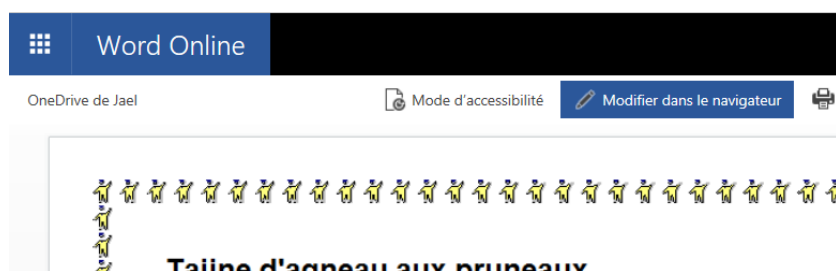 Word Online
OneDrive de Jael Mode d'accessibilité Modifier dans le navigateur
Tajine d'agneau aux pruneaux